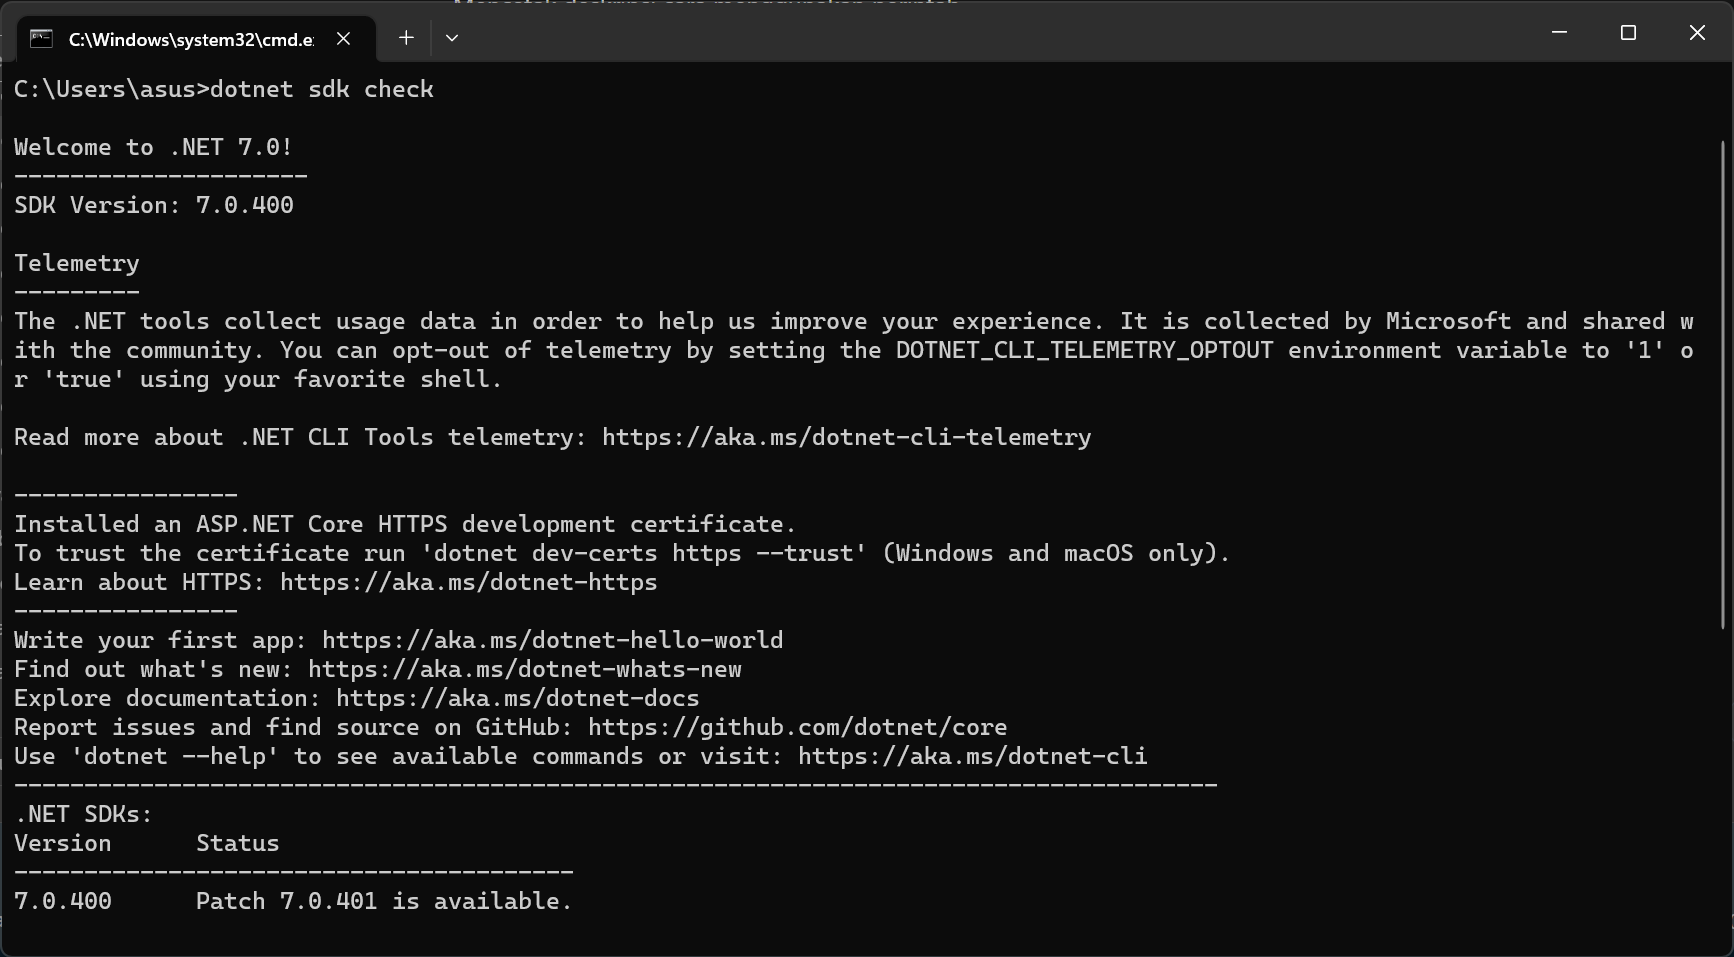 C:\Windows\system32\cmd.e
C:\Users\asus>dotnet sdk check
Welcome to .NET 7.0!
---------------------
SDK Version: 7.0.400
Telemetry
---------
The .NET tools collect usage data in order to help us improve your experience. It is collected by Microsoft and shared w
ith the community. You can opt-out of telemetry by setting the DOTNET_CLI_TELEMETRY_OPTOUT environment variable to '1' o
r 'true' using your favorite shell.
Read more about .NET CLI Tools telemetry: https://aka.ms/dotnet-cli-telemetry
----------------
Installed an ASP.NET Core HTTPS development certificate.
To trust the certificate run 'dotnet dev-certs https --trust' (Windows and macOS only).
Learn about HTTPS: https://aka.ms/dotnet-https
----------------
Write your first app: https://aka.ms/dotnet-hello-world
Find out what's new: https://aka.ms/dotnet-whats-new
Explore documentation: https://aka.ms/dotnet-docs
Report issues and find source on GitHub: https://github.com/dotnet/core
Use 'dotnet --help' to see available commands or visit: https://aka.ms/dotnet-cli
--------------------------------------------------------------------------------------
.NET SDKs:
Version      Status
----------------------------------------
7.0.400      Patch 7.0.401 is available.